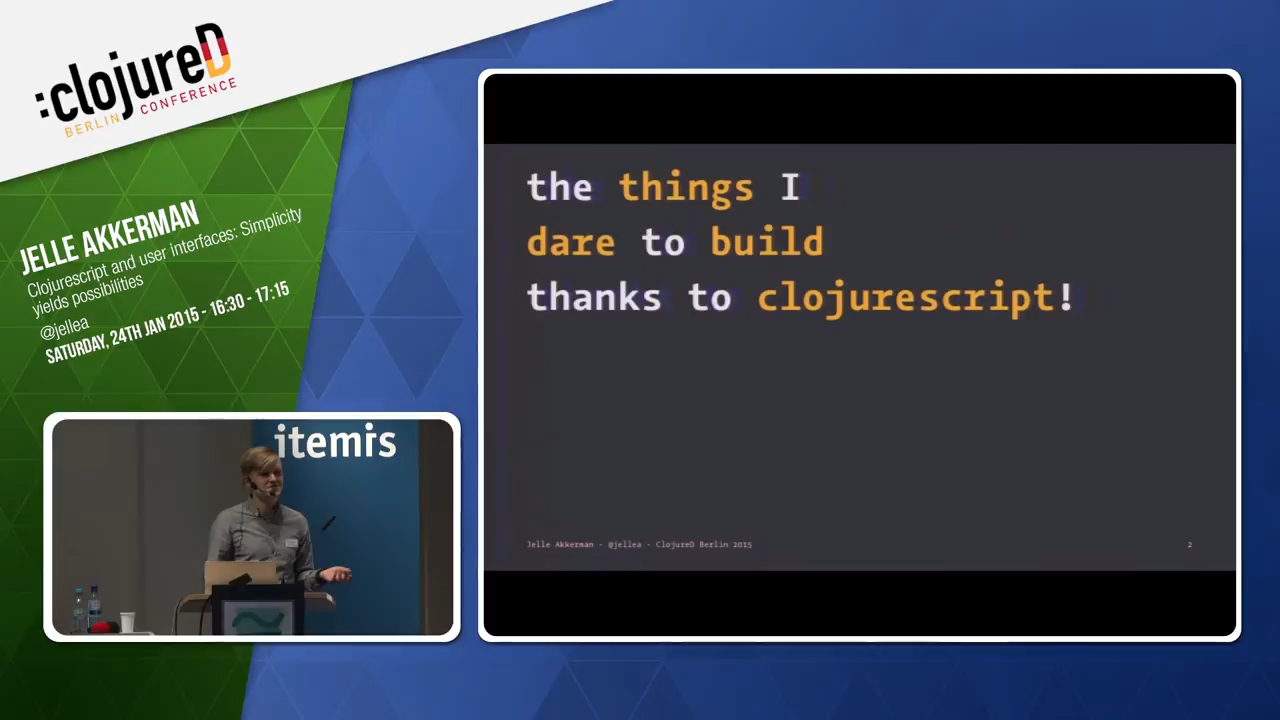 :clojureD
BERLIN CONFERENCE
JELLE AKKERMAN
Clojurescript and user interfaces: Simplicity
yields possibilities
@jellea
SATURDAY, 24TH JAN 2015 - 16:30 - 17:15
itemis
the things I
dare to build
thanks to clojurescript!
Jelle Akkerman - @jellea - ClojureD Berlin 2015
2